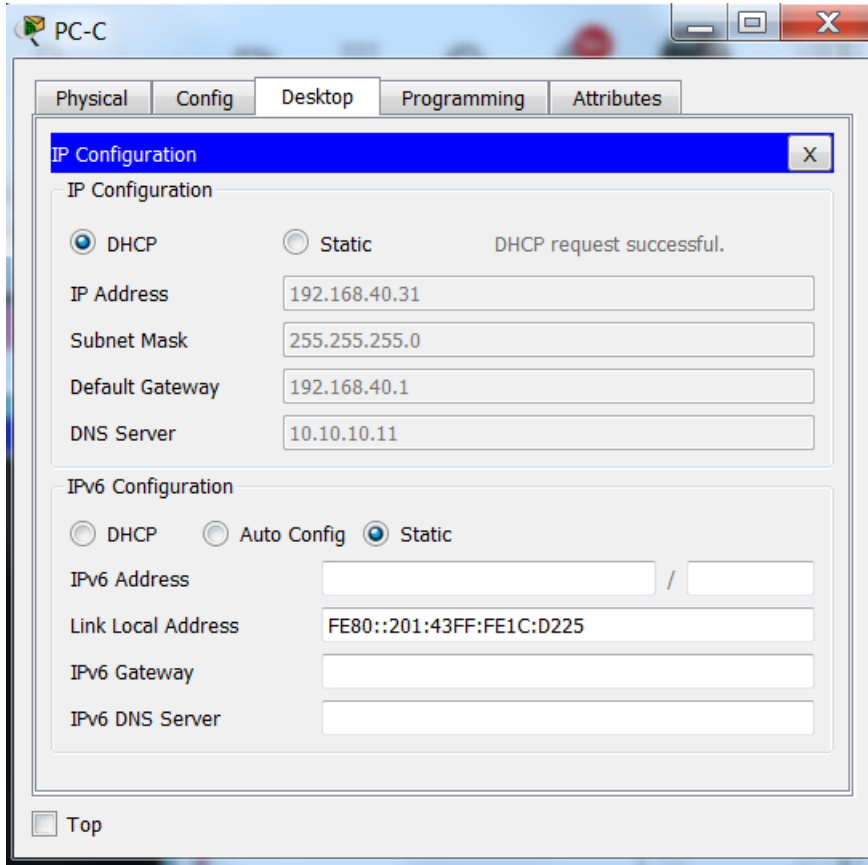 PC-C
X
Physical Config Desktop Programming Attributes
IP Configuration X
IP Configuration
DHCP Static DHCP request successful.
IP Address 192.168.40.31
Subnet Mask 255.255.255.0
Default Gateway 192.168.40.1
DNS Server 10.10.10.11
IPv6 Configuration
DHCP Auto Config Static
IPv6 Address /
Link Local Address FE80::201:43FF:FE1C:D225
IPv6 Gateway
IPv6 DNS Server
Top